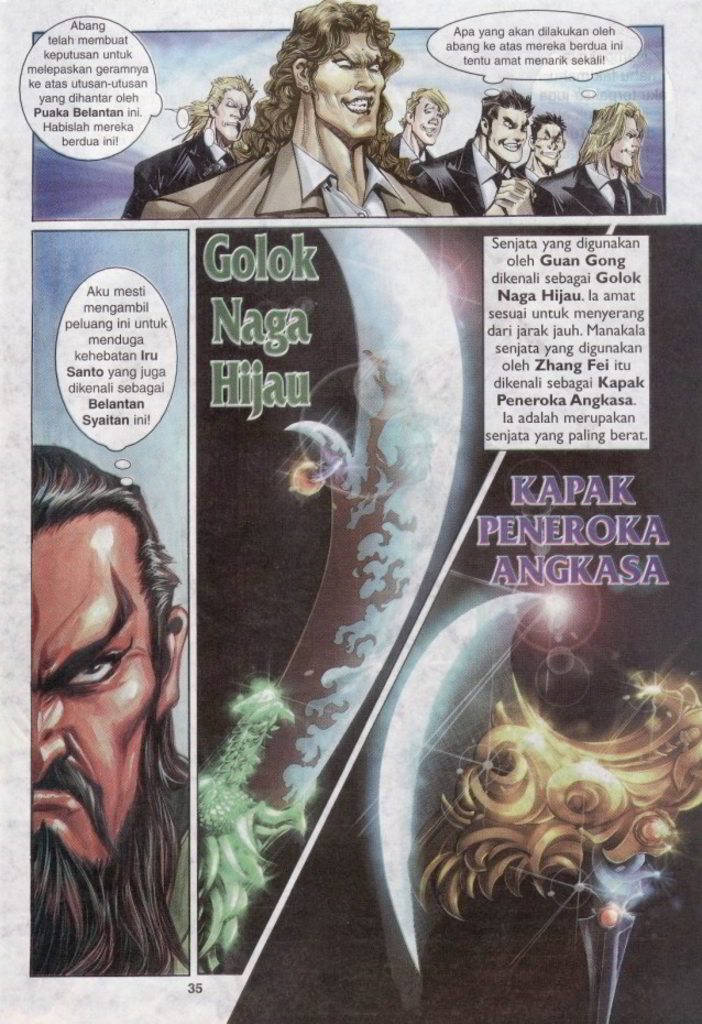 Abang
telah membuat
keputusan untuk
melepaskan geramnya
ke atas utusan-utusan
yang dihantar oleh
Puaka Belantan ini.
Habislah mereka
berdua ini!
Apa yang akan dilakukan oleh
abang ke atas mereka berdua ini
tentu amat menarik sekali!
Aku mesti
mengambil
peluang ini untuk
menduga
kehebatan Iru
Santo yang juga
dikenali sebagai
Belantan
Syaitan ini!
Golok
Naga
Hijau
Senjata yang digunakan
oleh Guan Gong
dikenali sebagai Golok
Naga Hijau. Ia amat
sesuai untuk menyerang
dari jarak jauh. Manakala
senjata yang digunakan
oleh Zhang Fei itu
dikenali sebagai Kapak
Peneroka Angkasa.
Ia adalah merupakan
senjata yang paling berat.
KAPAK
PENEROKA
ANGKASA
35